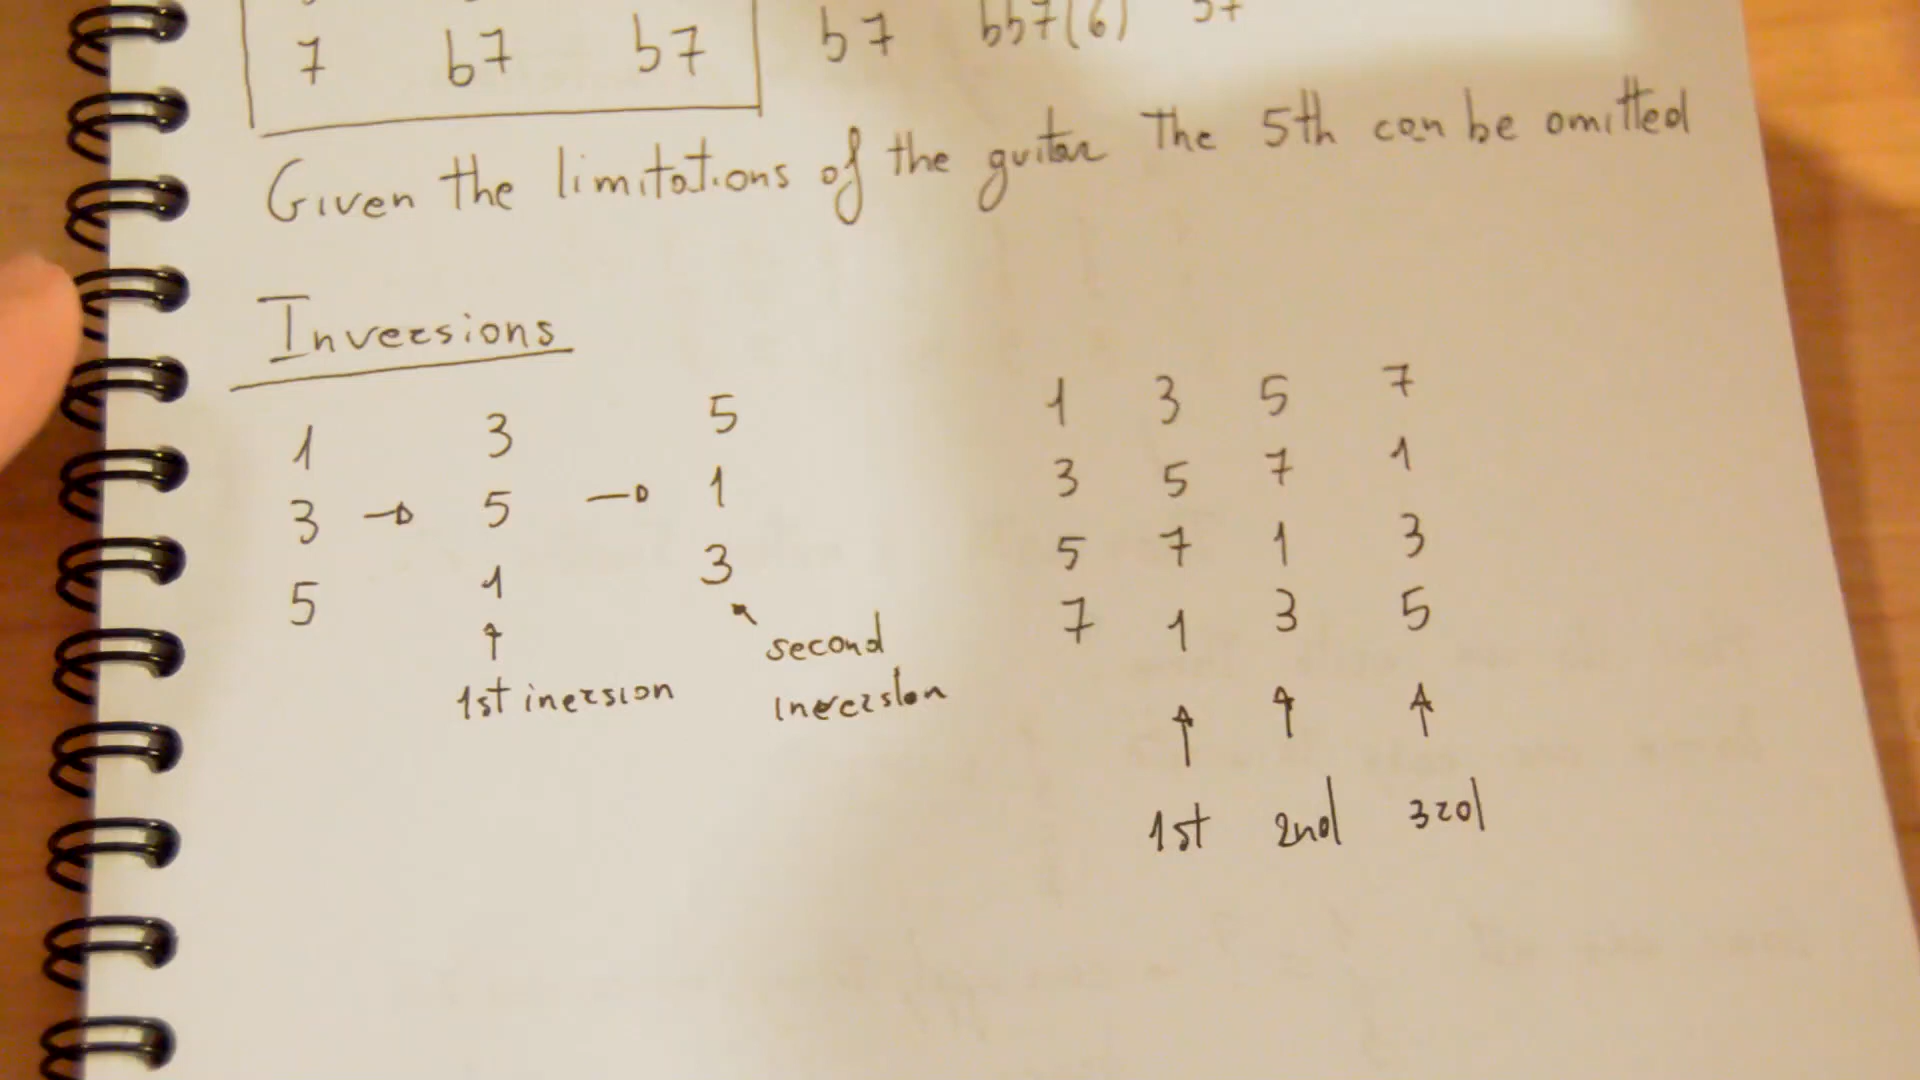 7 b7 b7 b7 bb7(6)
Given the limitations of the guitar The 5th can be omitted
Inversions
1 3 5
3 → 5 → 1
5 1 3
↑
1st inersion
second
inversion
1 3 5 7
3 5 7 1
5 7 1 3
7 1 3 5
↑ ↑ ↑
1st 2nd 3rd